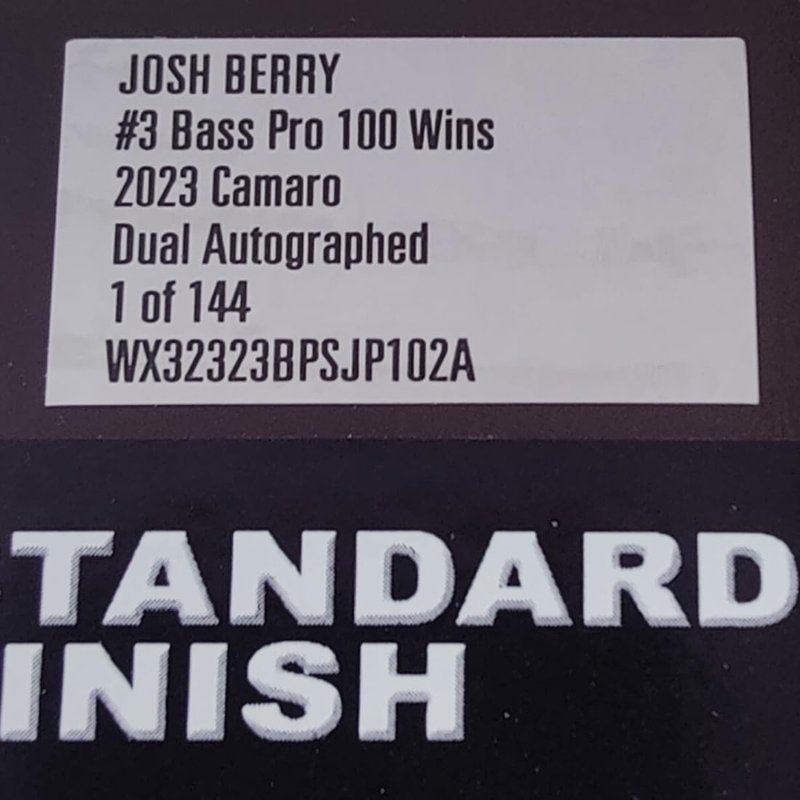 JOSH BERRY
#3 Bass Pro 100 Wins
2023 Camaro
Dual Autographed
1 of 144
WX32323BPSJP102A
TANDARD
INISH